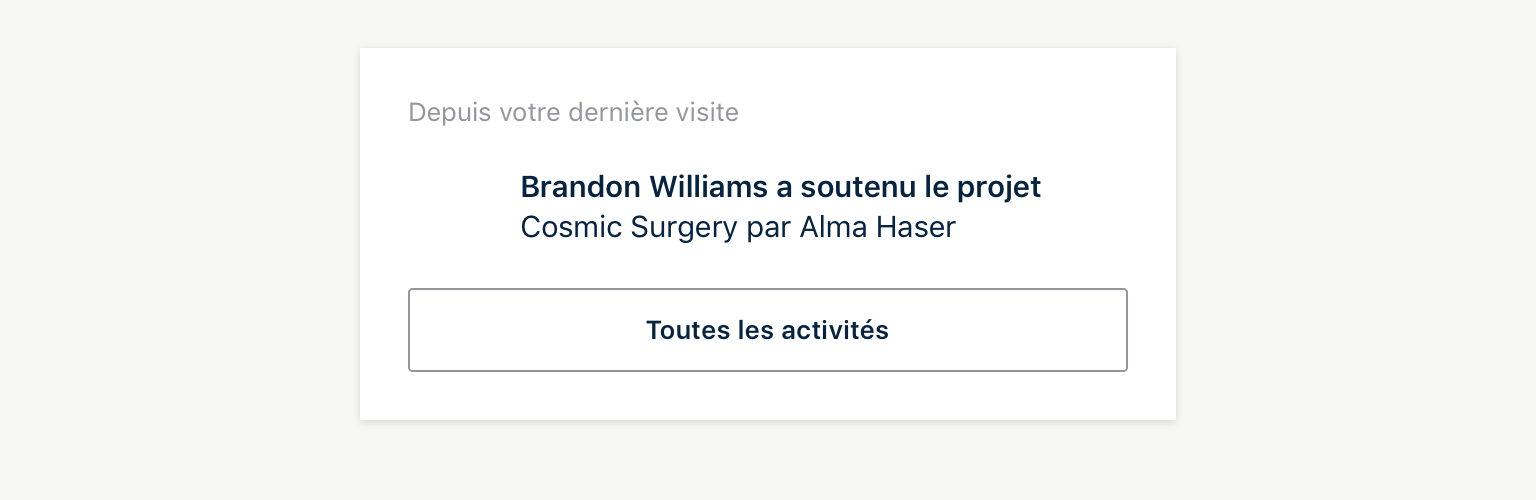 Depuis votre dernière visite
Brandon Williams a soutenu le projet
Cosmic Surgery par Alma Haser
Toutes les activités